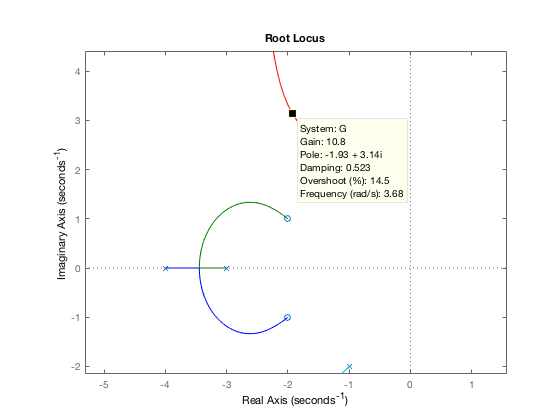 Root Locus
4
3
2
1
0
-1
-2
Imaginary Axis (seconds⁻¹)
System: G
Gain: 10.8
Pole: -1.93 + 3.14i
Damping: 0.523
Overshoot (%): 14.5
Frequency (rad/s): 3.68
-5 -4 -3 -2 -1 0 1
Real Axis (seconds⁻¹)